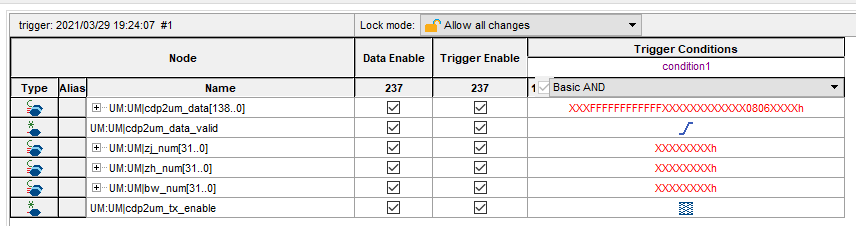 trigger: 2021/03/29 19:24:07 #1 Lock mode: Allow all changes
Node Data Enable Trigger Enable Trigger Conditions
condition1
Type Alias Name 237 237 1 Basic AND
UM:UM|cdp2um_data[138..0] XXXFFFFFFFFFFFFXXXXXXXXXXXX0806XXXXh
UM:UM|cdp2um_data_valid
UM:UM|zj_num[31..0] XXXXXXXXh
UM:UM|zh_num[31..0] XXXXXXXXh
UM:UM|bw_num[31..0] XXXXXXXXh
UM:UM|cdp2um_tx_enable